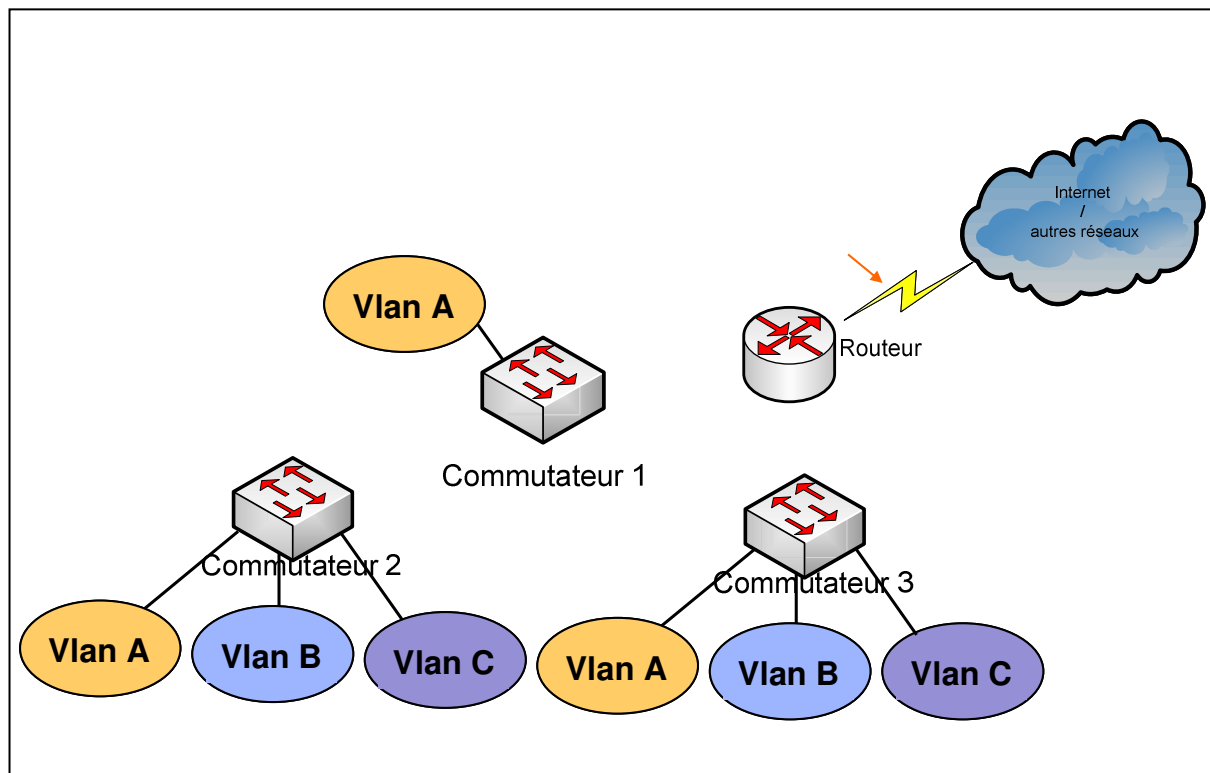 Internet
/
autres réseaux
Vlan A
Routeur
Commutateur 1
Commutateur 2
Commutateur 3
Vlan A
Vlan B
Vlan C
Vlan A
Vlan B
Vlan C